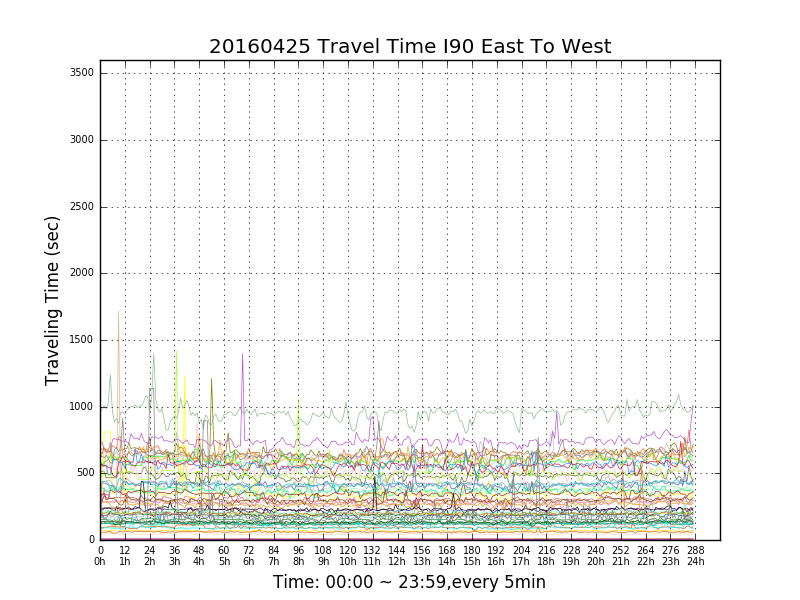 20160425 Travel Time I90 East To West
3500
3000
2500
2000
1500
1000
500
0
Traveling Time (sec)
0 12 24 36 48 60 72 84 96 108 120 132 144 156 168 180 192 204 216 228 240 252 264 276 288
0h 1h 2h 3h 4h 5h 6h 7h 8h 9h 10h 11h 12h 13h 14h 15h 16h 17h 18h 19h 20h 21h 22h 23h 24h
Time: 00:00 ~ 23:59,every 5min